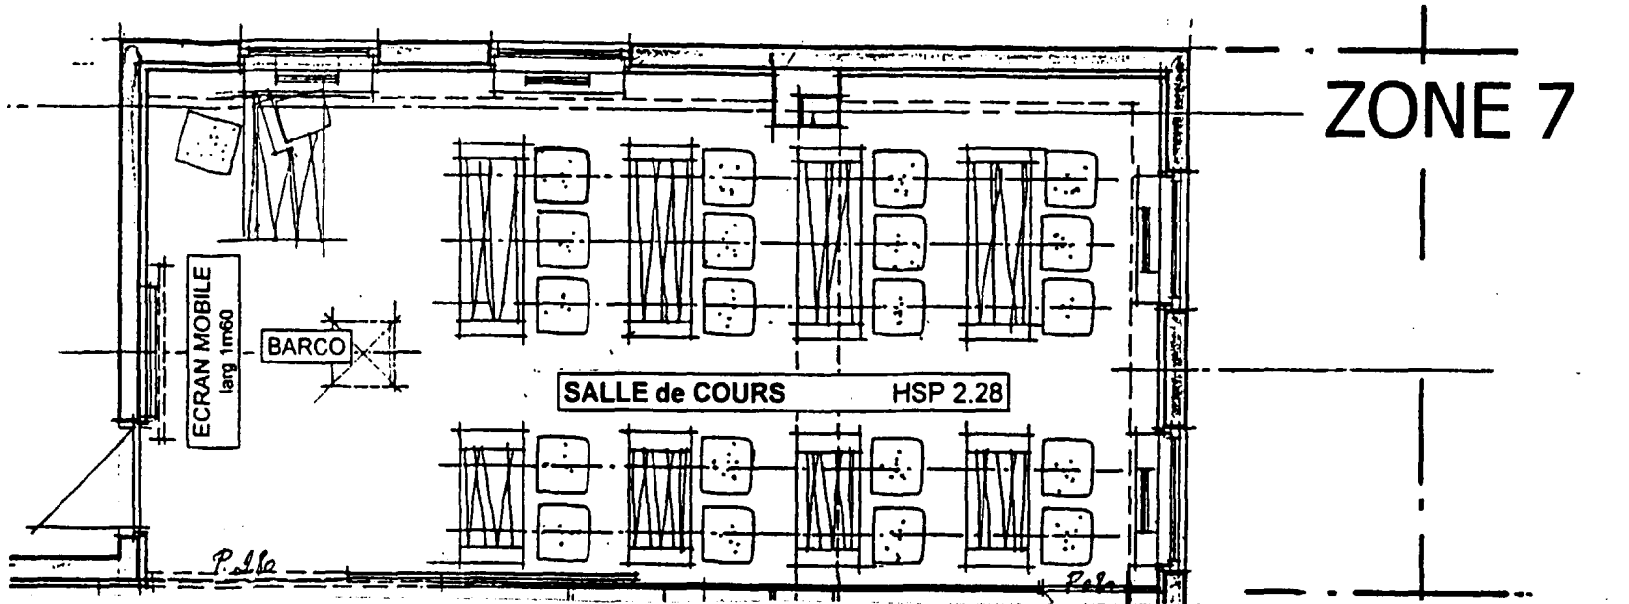 ZONE 7
ECRAN MOBILE
larg 1m60
BARCO
SALLE de COURS HSP 2.28